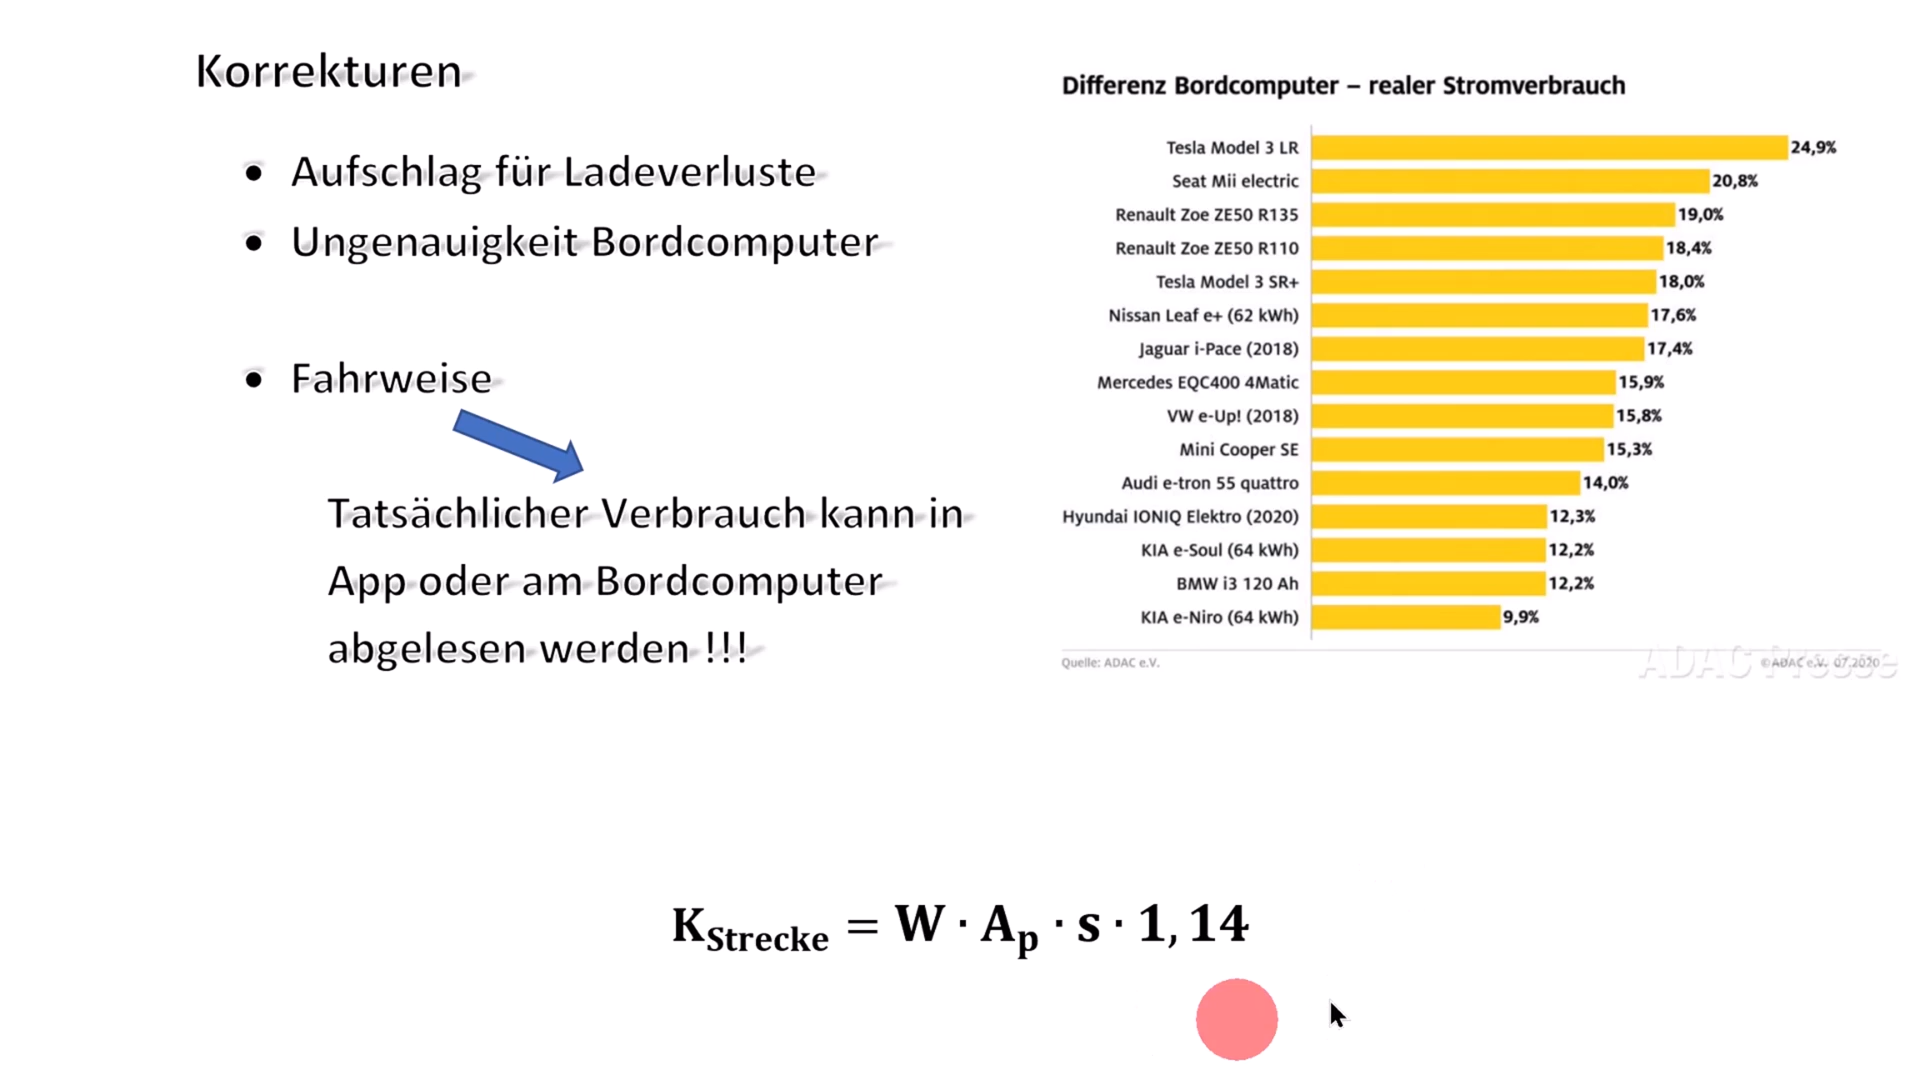 Korrekturen
• Aufschlag für Ladeverluste
• Ungenauigkeit Bordcomputer
• Fahrweise
Tatsächlicher Verbrauch kann in
App oder am Bordcomputer
abgelesen werden !!!
Differenz Bordcomputer – realer Stromverbrauch
Tesla Model 3 LR 24,9%
Seat Mii electric 20,8%
Renault Zoe ZE50 R135 19,0%
Renault Zoe ZE50 R110 18,4%
Tesla Model 3 SR+ 18,0%
Nissan Leaf e+ (62 kWh) 17,6%
Jaguar i-Pace (2018) 17,4%
Mercedes EQC400 4Matic 15,9%
VW e-Up! (2018) 15,8%
Mini Cooper SE 15,3%
Audi e-tron 55 quattro 14,0%
Hyundai IONIQ Elektro (2020) 12,3%
KIA e-Soul (64 kWh) 12,2%
BMW i3 120 Ah 12,2%
KIA e-Niro (64 kWh) 9,9%
Quelle: ADAC e.V.
©ADAC e.V. 07.2020
ADAC Presse
K_Strecke = W · A_p · s · 1,14